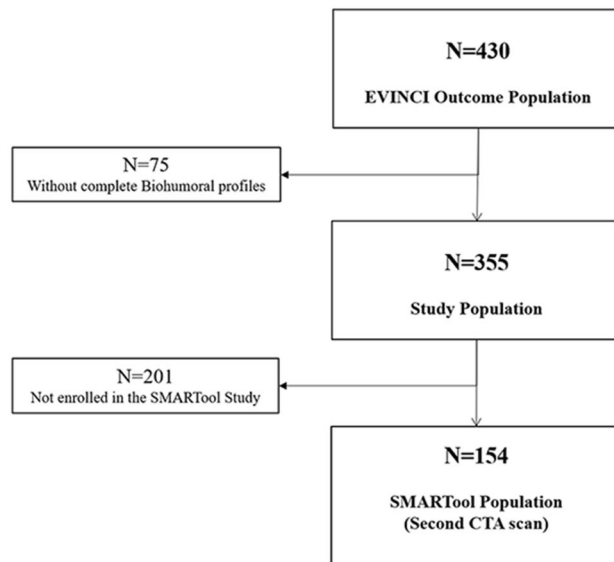 N=430
EVINCI Outcome Population
N=75
Without complete Biohumoral profiles
N=355
Study Population
N=201
Not enrolled in the SMARTool Study
N=154
SMARTool Population
(Second CTA scan)